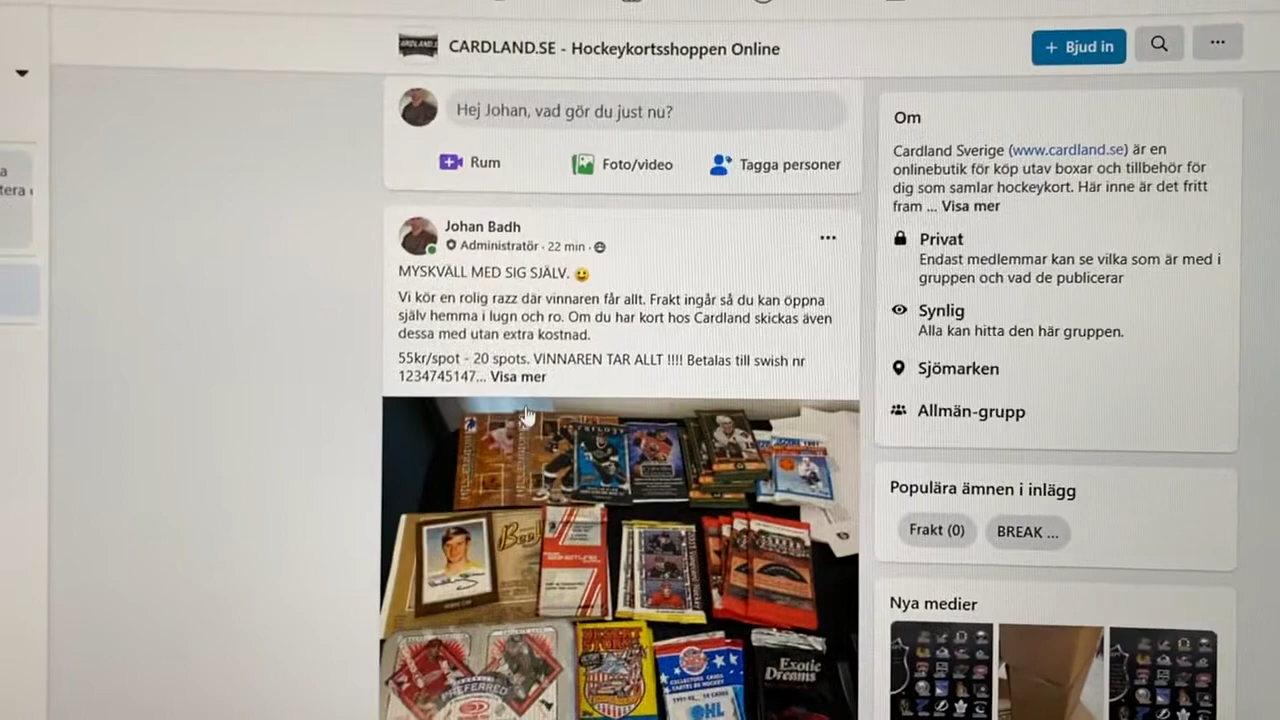 CARDLAND.SE - Hockeykortsshoppen Online
+ Bjud in
Hej Johan, vad gör du just nu?
Rum
Foto/video
Tagga personer
Johan Badh
Administratör · 22 min ·
MYSKVÄLL MED SIG SJÄLV.
Vi kör en rolig razz där vinnaren får allt. Frakt ingår så du kan öppna
själv hemma i lugn och ro. Om du har kort hos Cardland skickas även
dessa med utan extra kostnad.
55kr/spot - 20 spots. VINNAREN TAR ALLT !!!! Betalas till swish nr
1234745147... Visa mer
Om
Cardland Sverige (www.cardland.se) är en
onlinebutik för köp utav boxar och tillbehör för
dig som samlar hockeykort. Här inne är det fritt
fram ... Visa mer
Privat
Endast medlemmar kan se vilka som är med i
gruppen och vad de publicerar
Synlig
Alla kan hitta den här gruppen.
Sjömarken
Allmän-grupp
Populära ämnen i inlägg
Frakt (0)
BREAK ...
Nya medier
PREFERRED
Exotic
Dreams